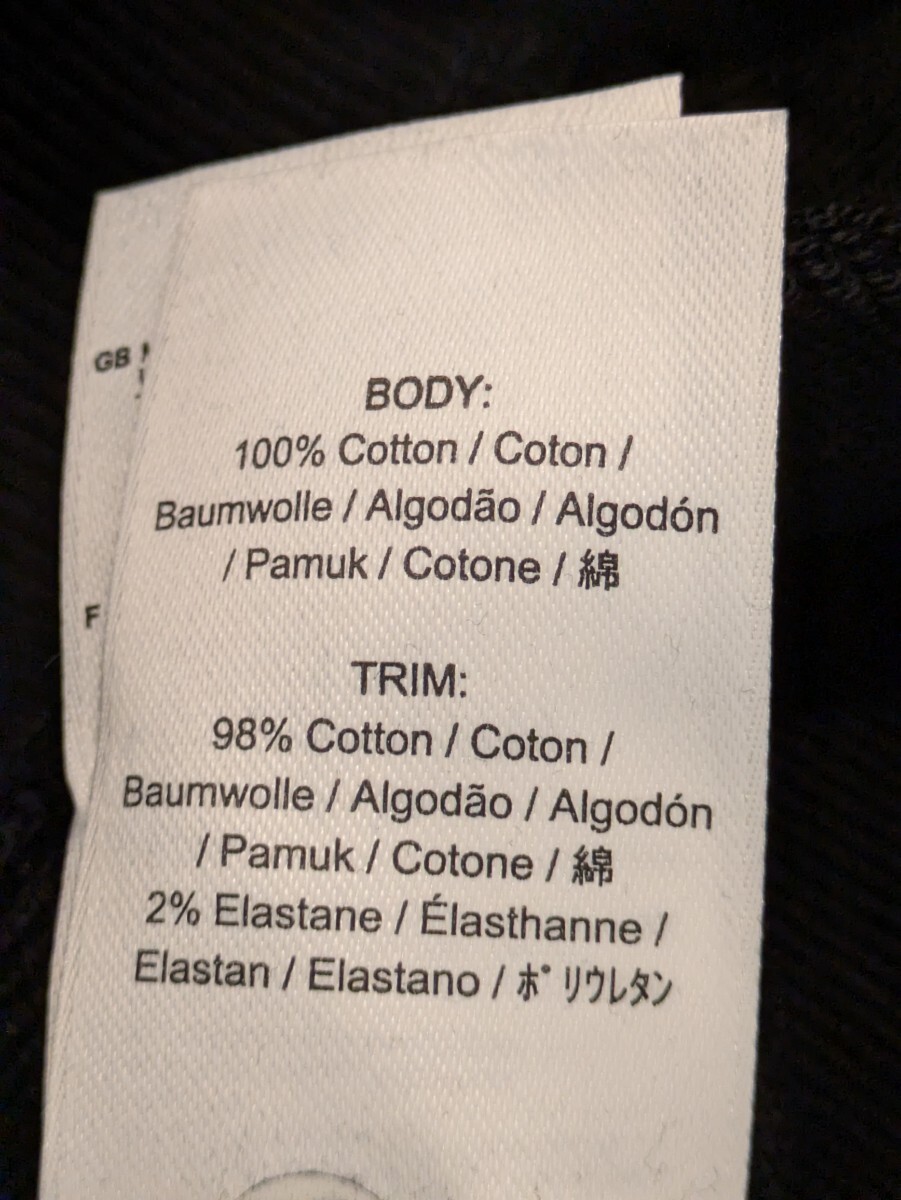 GB
F
BODY:
100% Cotton / Coton /
Baumwolle / Algodão / Algodón
/ Pamuk / Cotone / 綿
TRIM:
98% Cotton / Coton /
Baumwolle / Algodão / Algodón
/ Pamuk / Cotone / 綿
2% Elastane / Élasthanne /
Elastan / Elastano / ﾎﾟﾘｳﾚﾀﾝ